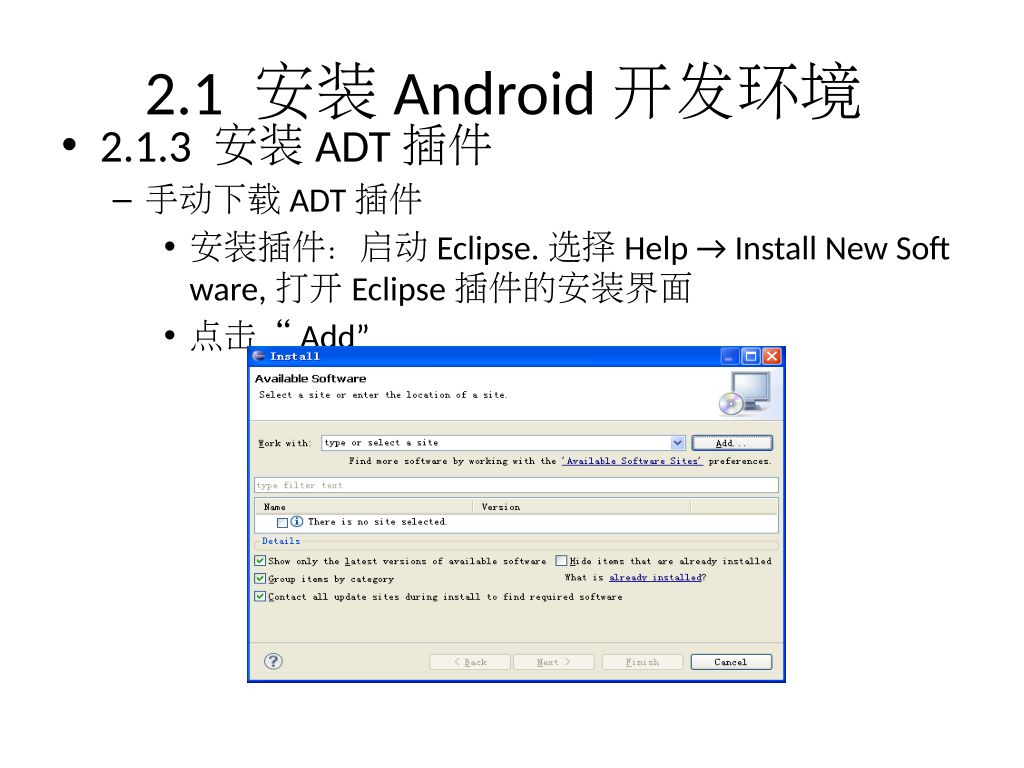 2.1 安装 Android 开发环境
• 2.1.3 安装 ADT 插件
– 手动下载 ADT 插件
• 安装插件：启动 Eclipse. 选择 Help → Install New Soft
ware, 打开 Eclipse 插件的安装界面
• 点击“ Add”
Install
Available Software
Select a site or enter the location of a site.
Work with: type or select a site Add...
Find more software by working with the 'Available Software Sites' preferences.
type filter text
Name Version
There is no site selected.
Details
Show only the latest versions of available software Hide items that are already installed
Group items by category What is already installed?
Contact all update sites during install to find required software
? < Back Next > Finish Cancel